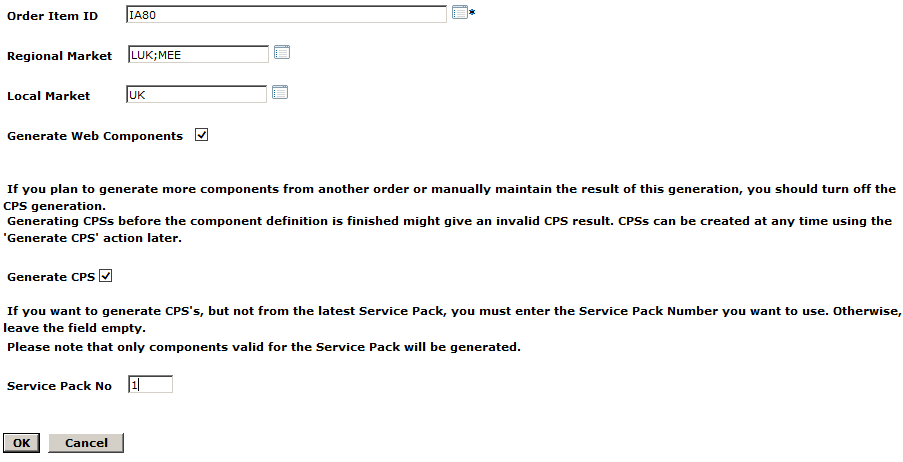 Order Item ID IA80 *
Regional Market LUK;MEE
Local Market UK
Generate Web Components
If you plan to generate more components from another order or manually maintain the result of this generation, you should turn off the
CPS generation.
Generating CPSs before the component definition is finished might give an invalid CPS result. CPSs can be created at any time using the
'Generate CPS' action later.
Generate CPS
If you want to generate CPS's, but not from the latest Service Pack, you must enter the Service Pack Number you want to use. Otherwise,
leave the field empty.
Please note that only components valid for the Service Pack will be generated.
Service Pack No 1
OK Cancel